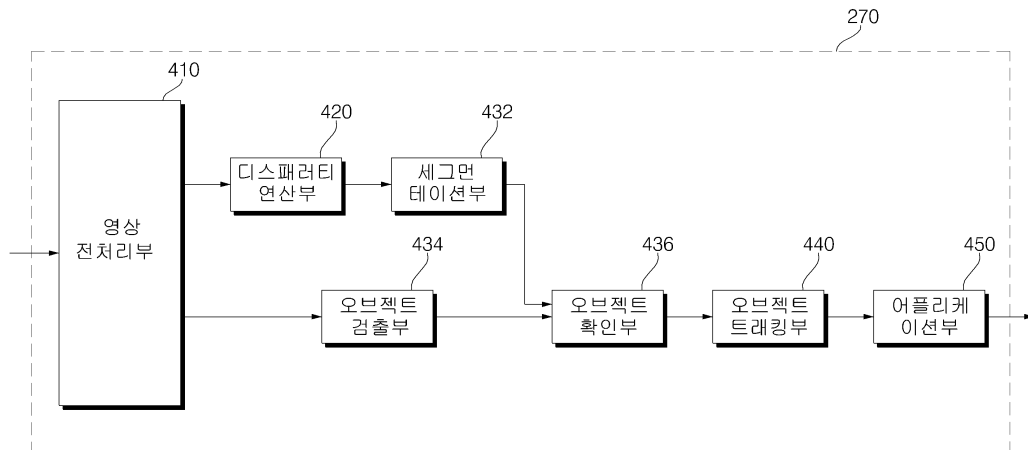 270
410
420
432
디스패러티
연산부
세그먼
테이션부
영상
전처리부
434
436
440
450
오브젝트
검출부
오브젝트
확인부
오브젝트
트래킹부
어플리케
이션부